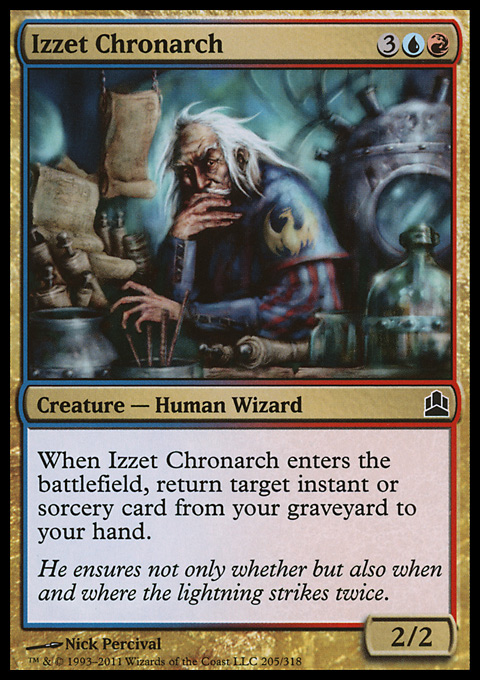 Izzet Chronarch 3
Creature — Human Wizard
When Izzet Chronarch enters the
battlefield, return target instant or
sorcery card from your graveyard to
your hand.
He ensures not only whether but also when
and where the lightning strikes twice.
Nick Percival
2/2
™ & © 1993–2011 Wizards of the Coast LLC 205/318